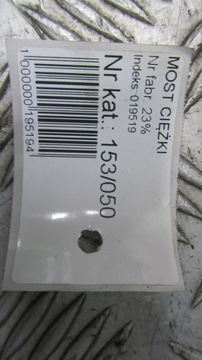 MOST CIĘŻKI
Nr fabr. 23%
Indeks: 019519
Nr kat.: 153/050
1000000195194